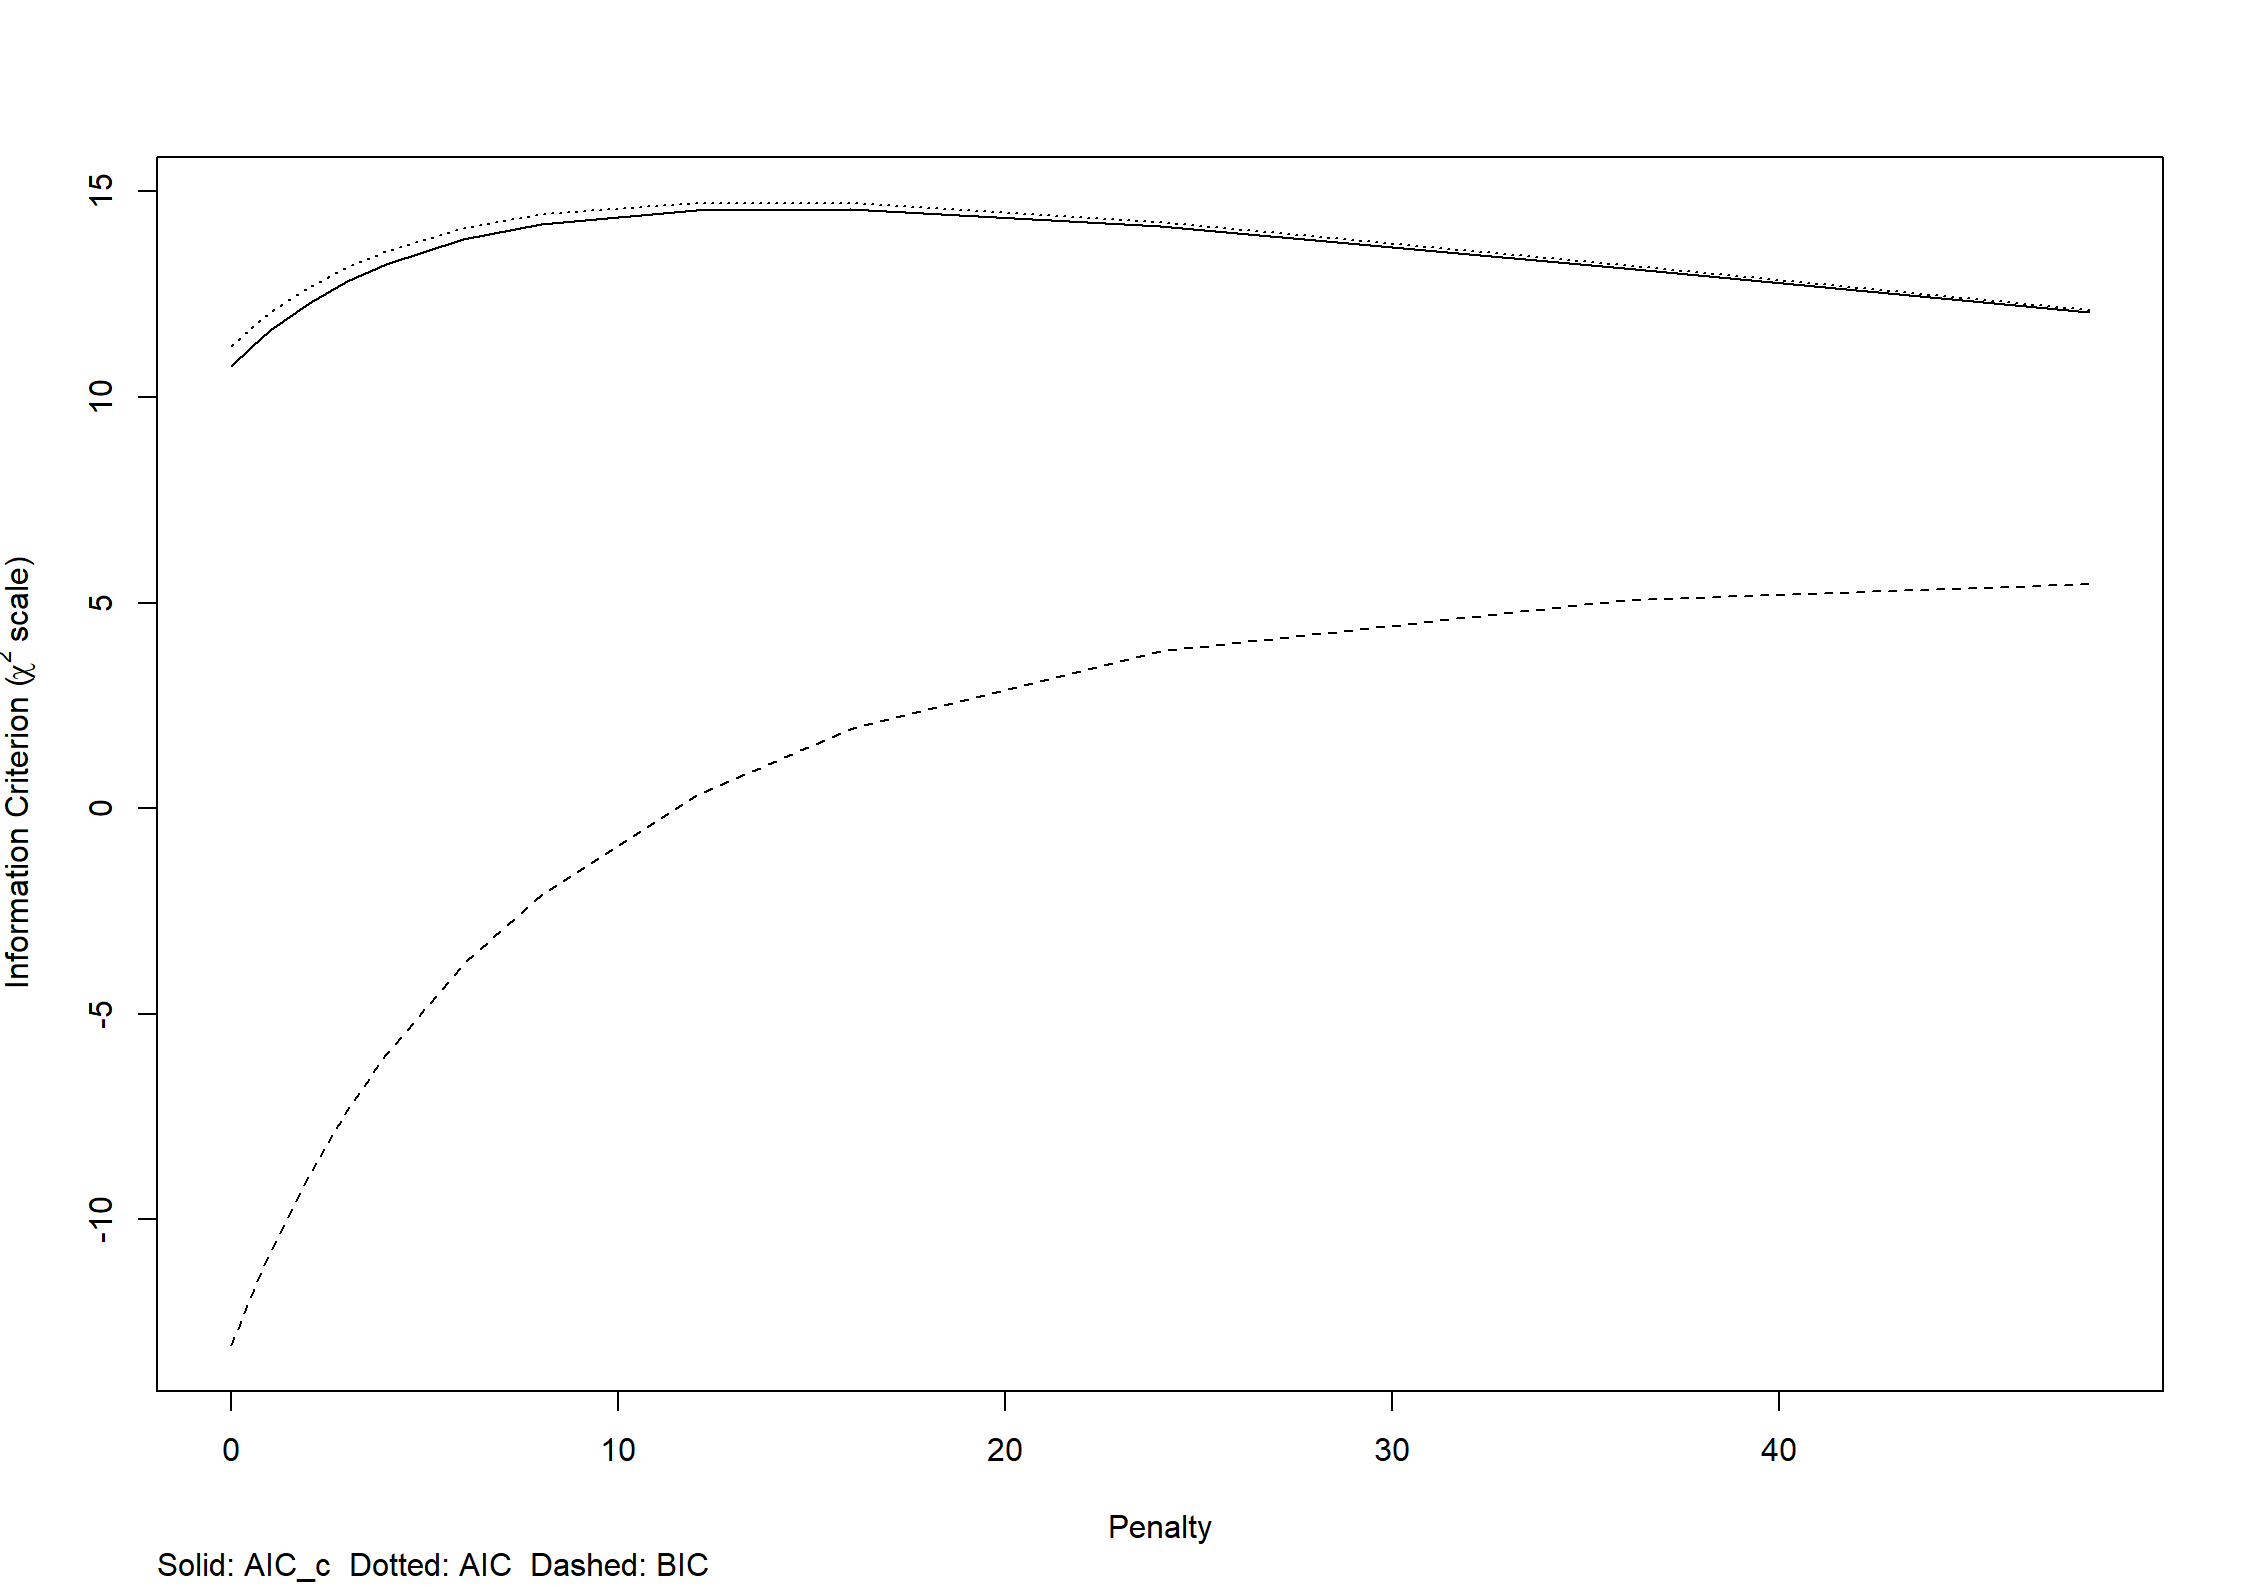 15
10
5
0
-5
-10
Information Criterion (χ² scale)
0 10 20 30 40
Penalty
Solid: AIC_c Dotted: AIC Dashed: BIC